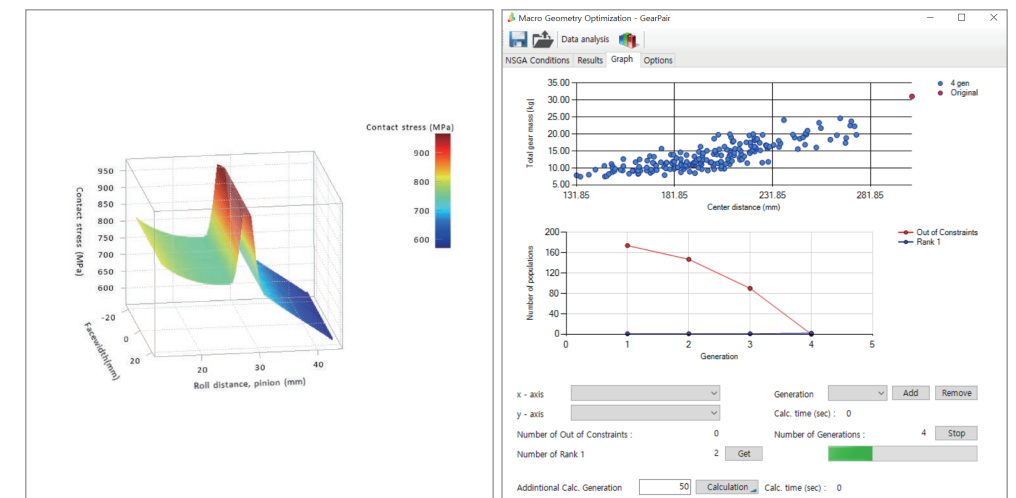 Contact stress (MPa)
900
800
700
600
950
900
850
800
750
700
650
600
Contact stress (MPa)
-20
0
20
Facewidth(mm)
20
30
40
Roll distance, pinion (mm)
Macro Geometry Optimization - GearPair
Data analysis
NSGA Conditions Results Graph Options
35.00
30.00
25.00
20.00
15.00
10.00
5.00
Total gear mass (kg)
131.85 181.85 231.85 281.85
Center distance (mm)
4 gen
Original
200
160
120
80
40
0
Number of populations
0 1 2 3 4 5
Generation
Out of Constraints
Rank 1
x - axis
Generation Add Remove
y - axis
Calc. time (sec) : 0
Number of Out of Constraints : 0
Number of Generations : 4 Stop
Number of Rank 1 2 Get
Addintional Calc. Generation 50 Calculation Calc. time (sec) : 0